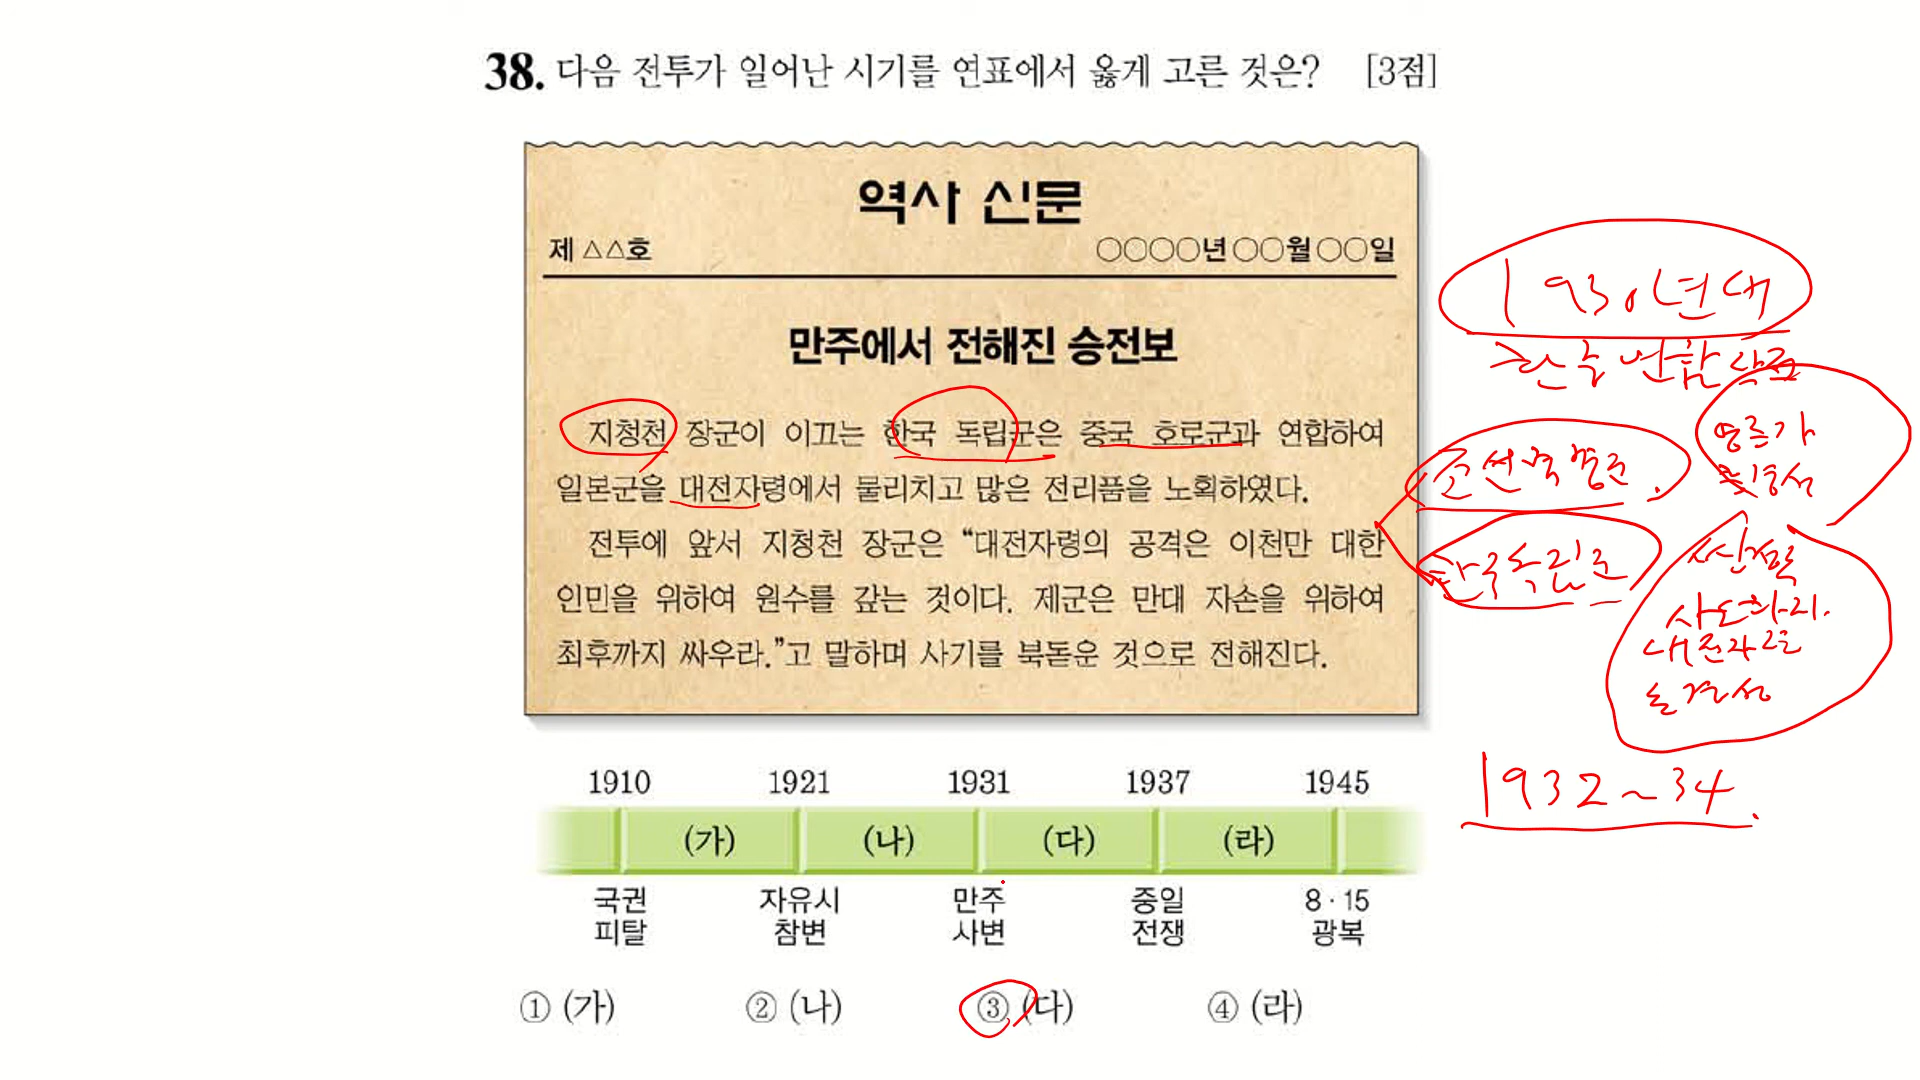 38. 다음 전투가 일어난 시기를 연표에서 옳게 고른 것은? [3점]
역사 신문
제 △△호 ○○○○년 ○○월 ○○일
만주에서 전해진 승전보
지청천 장군이 이끄는 한국 독립군은 중국 호로군과 연합하여
일본군을 대전자령에서 물리치고 많은 전리품을 노획하였다.
전투에 앞서 지청천 장군은 “대전자령의 공격은 이천만 대한
인민을 위하여 원수를 갚는 것이다. 제군은 만대 자손을 위하여
최후까지 싸우라.”고 말하며 사기를 북돋운 것으로 전해진다.
1930년대
한중연합작전
영릉가
흥경성
조선혁명군.
한국독립군
쌍성보
사도하자.
대전자령
동경성
1932~34.
1910 1921 1931 1937 1945
(가) (나) (다) (라)
국권 자유시 만주 중일 8·15
피탈 참변 사변 전쟁 광복
① (가) ② (나) ③ (다) ④ (라)